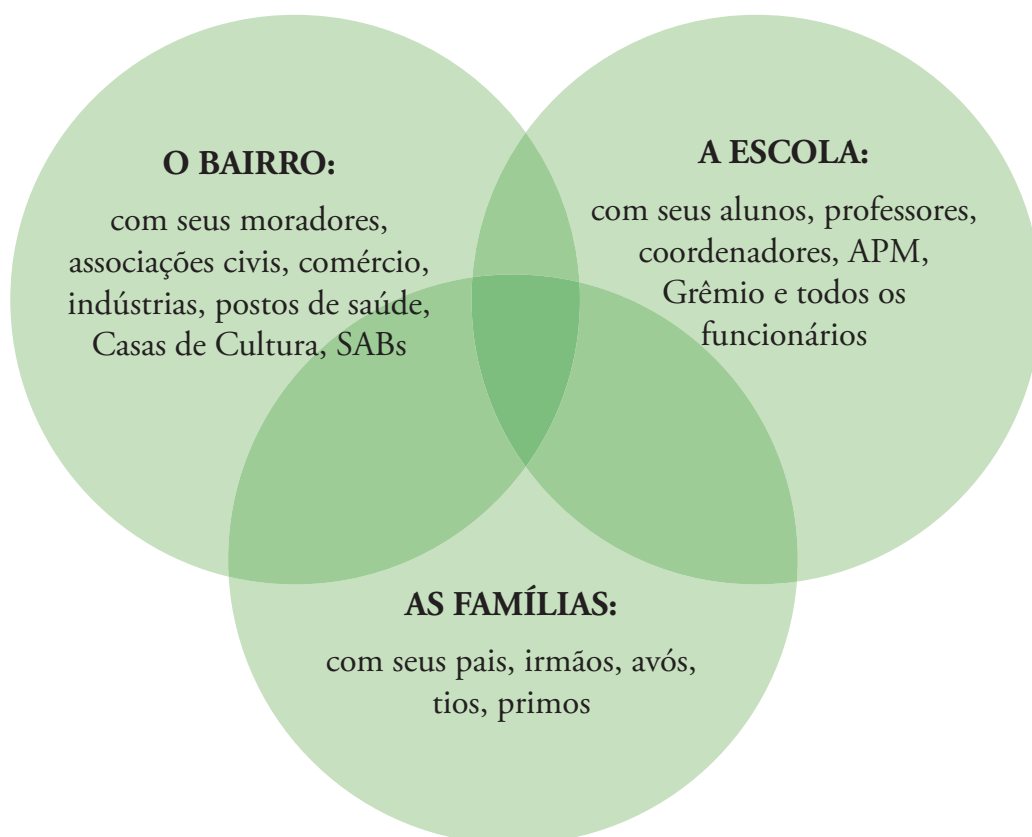 O BAIRRO:
com seus moradores,
associações civis, comércio,
indústrias, postos de saúde,
Casas de Cultura, SABs
A ESCOLA:
com seus alunos, professores,
coordenadores, APM,
Grêmio e todos os
funcionários
AS FAMÍLIAS:
com seus pais, irmãos, avós,
tios, primos